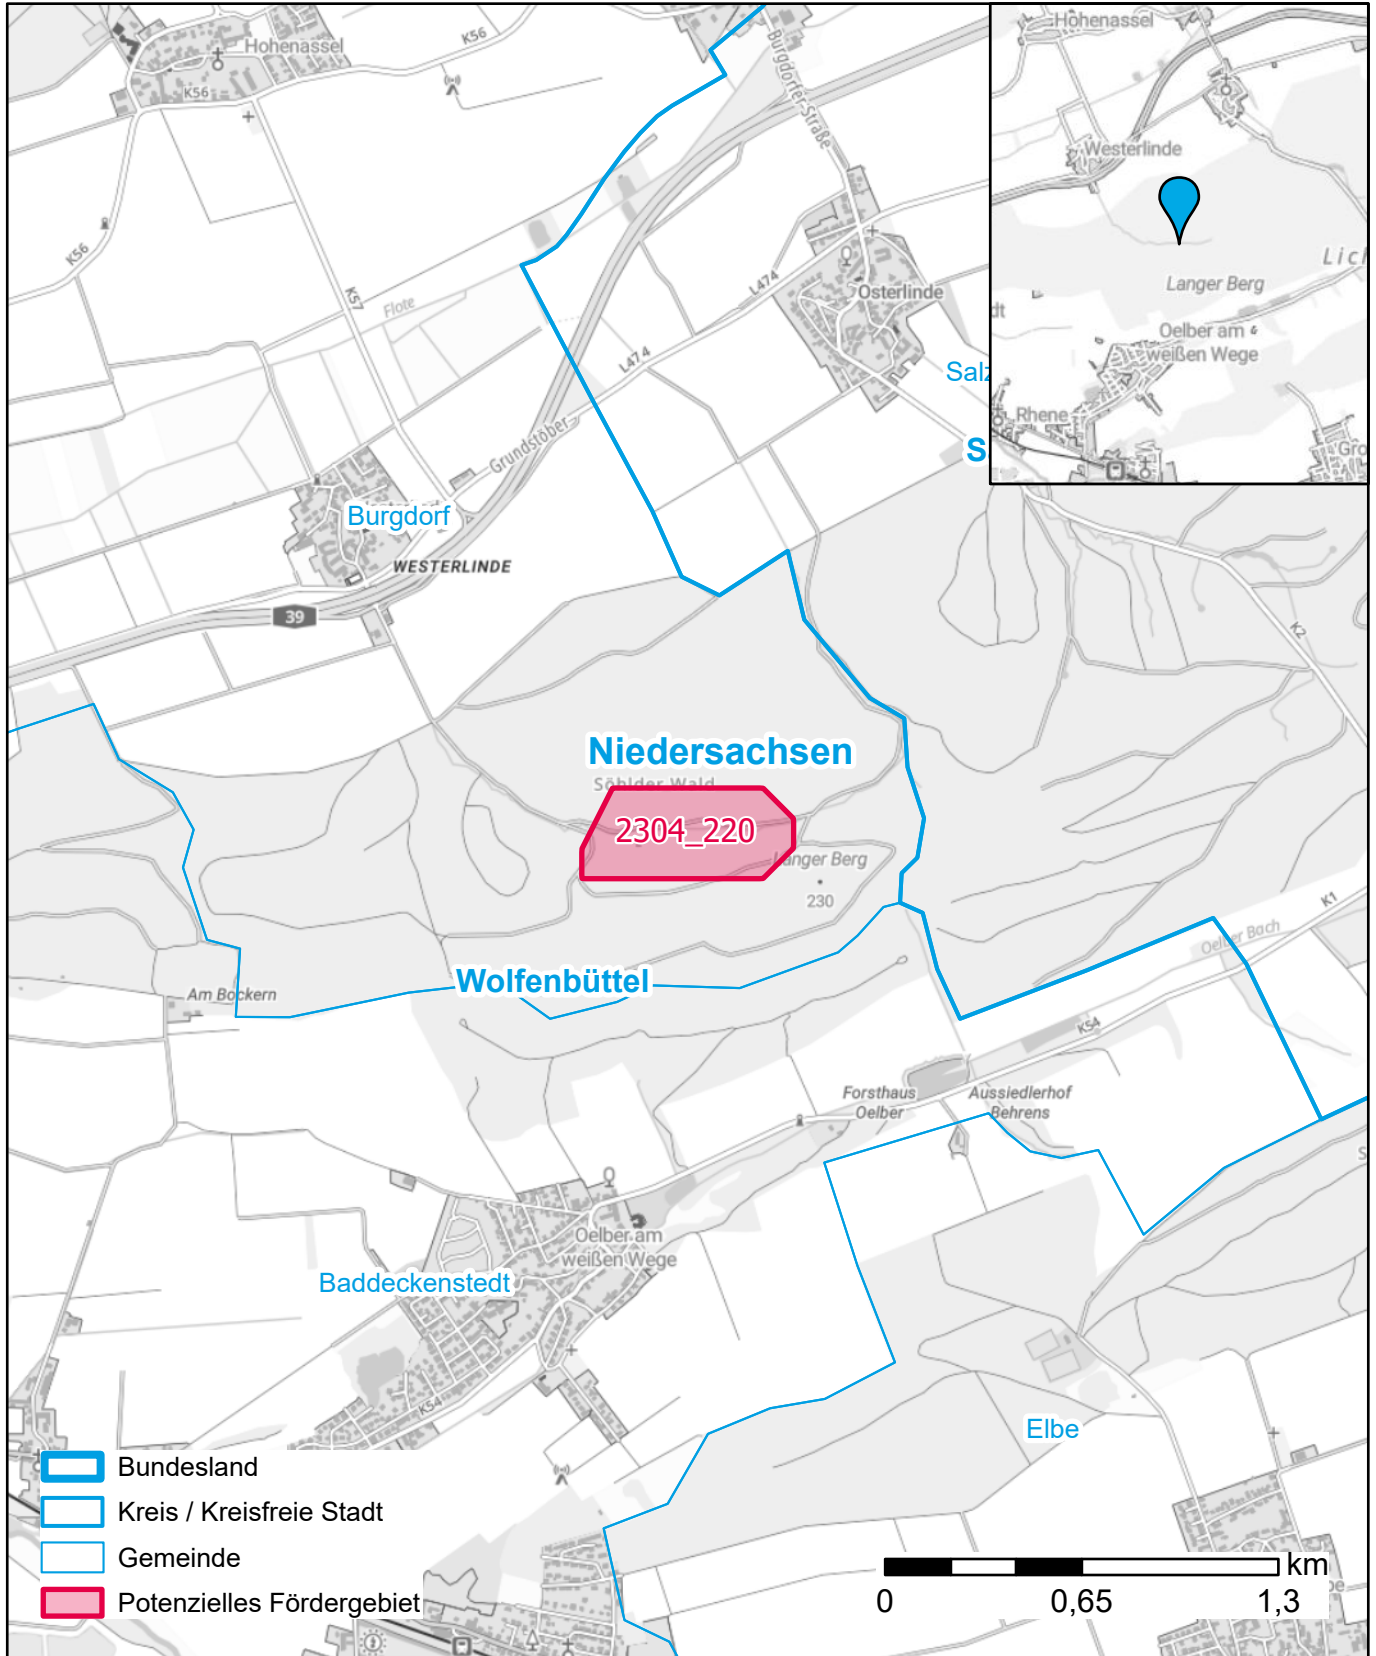 Hohenassel
K56
K56
K56
K57
Burgdorfer-Straße
Flote
L474
L474
Grundstöber
Osterlinde
Burgdorf
WESTERLINDE
39
K2
Hohenassel
Westerlinde
Langer Berg
Oelber am
weißen Wege
Rhene
Niedersachsen
Söhlder Wald
2304_220
Langer Berg
230
Wolfenbüttel
Am Bockern
Oelber Bach
K1
K54
Forsthaus
Oelber
Aussiedlerhof
Behrens
Oelber am
weißen Wege
Baddeckenstedt
K54
Elbe
Bundesland
Kreis / Kreisfreie Stadt
Gemeinde
Potenzielles Fördergebiet
km
0 0,65 1,3